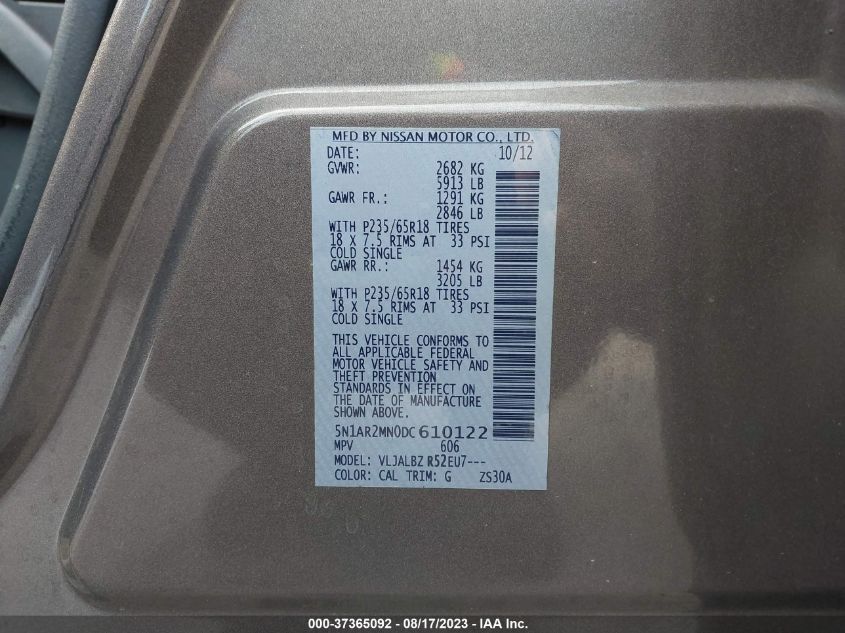 MFD BY NISSAN MOTOR CO., LTD.
DATE: 10/12
GVWR: 2682 KG
5913 LB
GAWR FR.: 1291 KG
2846 LB
WITH P235/65R18 TIRES
18 X 7.5 RIMS AT 33 PSI
COLD SINGLE
GAWR RR.: 1454 KG
3205 LB
WITH P235/65R18 TIRES
18 X 7.5 RIMS AT 33 PSI
COLD SINGLE
THIS VEHICLE CONFORMS TO
ALL APPLICABLE FEDERAL
MOTOR VEHICLE SAFETY AND
THEFT PREVENTION
STANDARDS IN EFFECT ON
THE DATE OF MANUFACTURE
SHOWN ABOVE.
5N1AR2MN0DC610122
MPV 606
MODEL: VLJALBZ R52EU7---
COLOR: CAL TRIM: G ZS30A
000-37365092 - 08/17/2023 - IAA Inc.